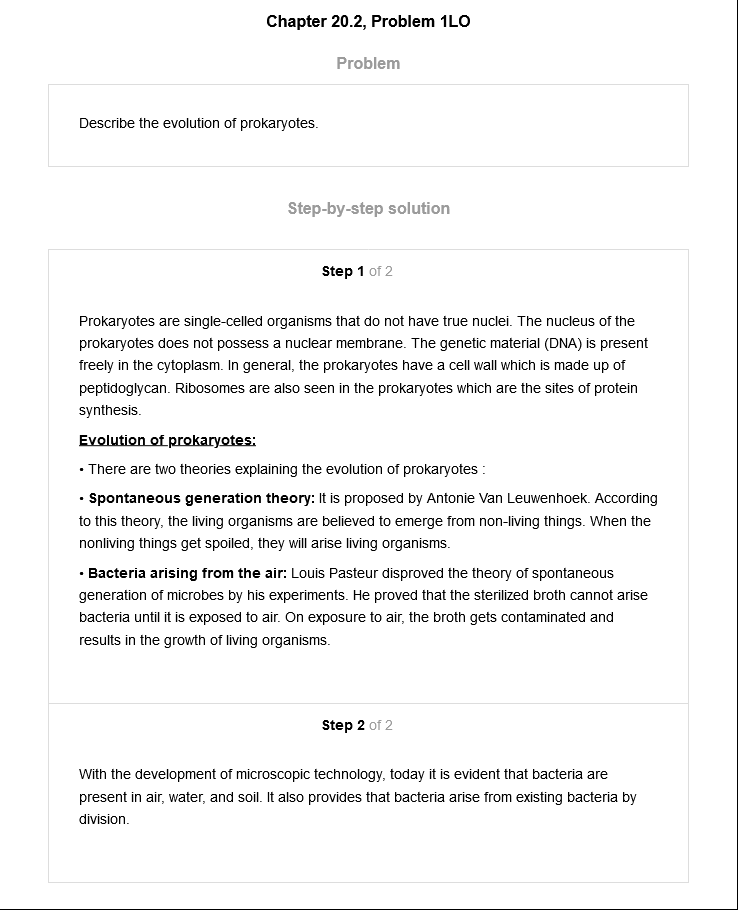 Chapter 20.2, Problem 1LO
Problem
Describe the evolution of prokaryotes.
Step-by-step solution
Step 1 of 2
Prokaryotes are single-celled organisms that do not have true nuclei. The nucleus of the
prokaryotes does not possess a nuclear membrane. The genetic material (DNA) is present
freely in the cytoplasm. In general, the prokaryotes have a cell wall which is made up of
peptidoglycan. Ribosomes are also seen in the prokaryotes which are the sites of protein
synthesis.
Evolution of prokaryotes:
• There are two theories explaining the evolution of prokaryotes :
• Spontaneous generation theory: It is proposed by Antonie Van Leuwenhoek. According
to this theory, the living organisms are believed to emerge from non-living things. When the
nonliving things get spoiled, they will arise living organisms.
• Bacteria arising from the air: Louis Pasteur disproved the theory of spontaneous
generation of microbes by his experiments. He proved that the sterilized broth cannot arise
bacteria until it is exposed to air. On exposure to air, the broth gets contaminated and
results in the growth of living organisms.
Step 2 of 2
With the development of microscopic technology, today it is evident that bacteria are
present in air, water, and soil. It also provides that bacteria arise from existing bacteria by
division.